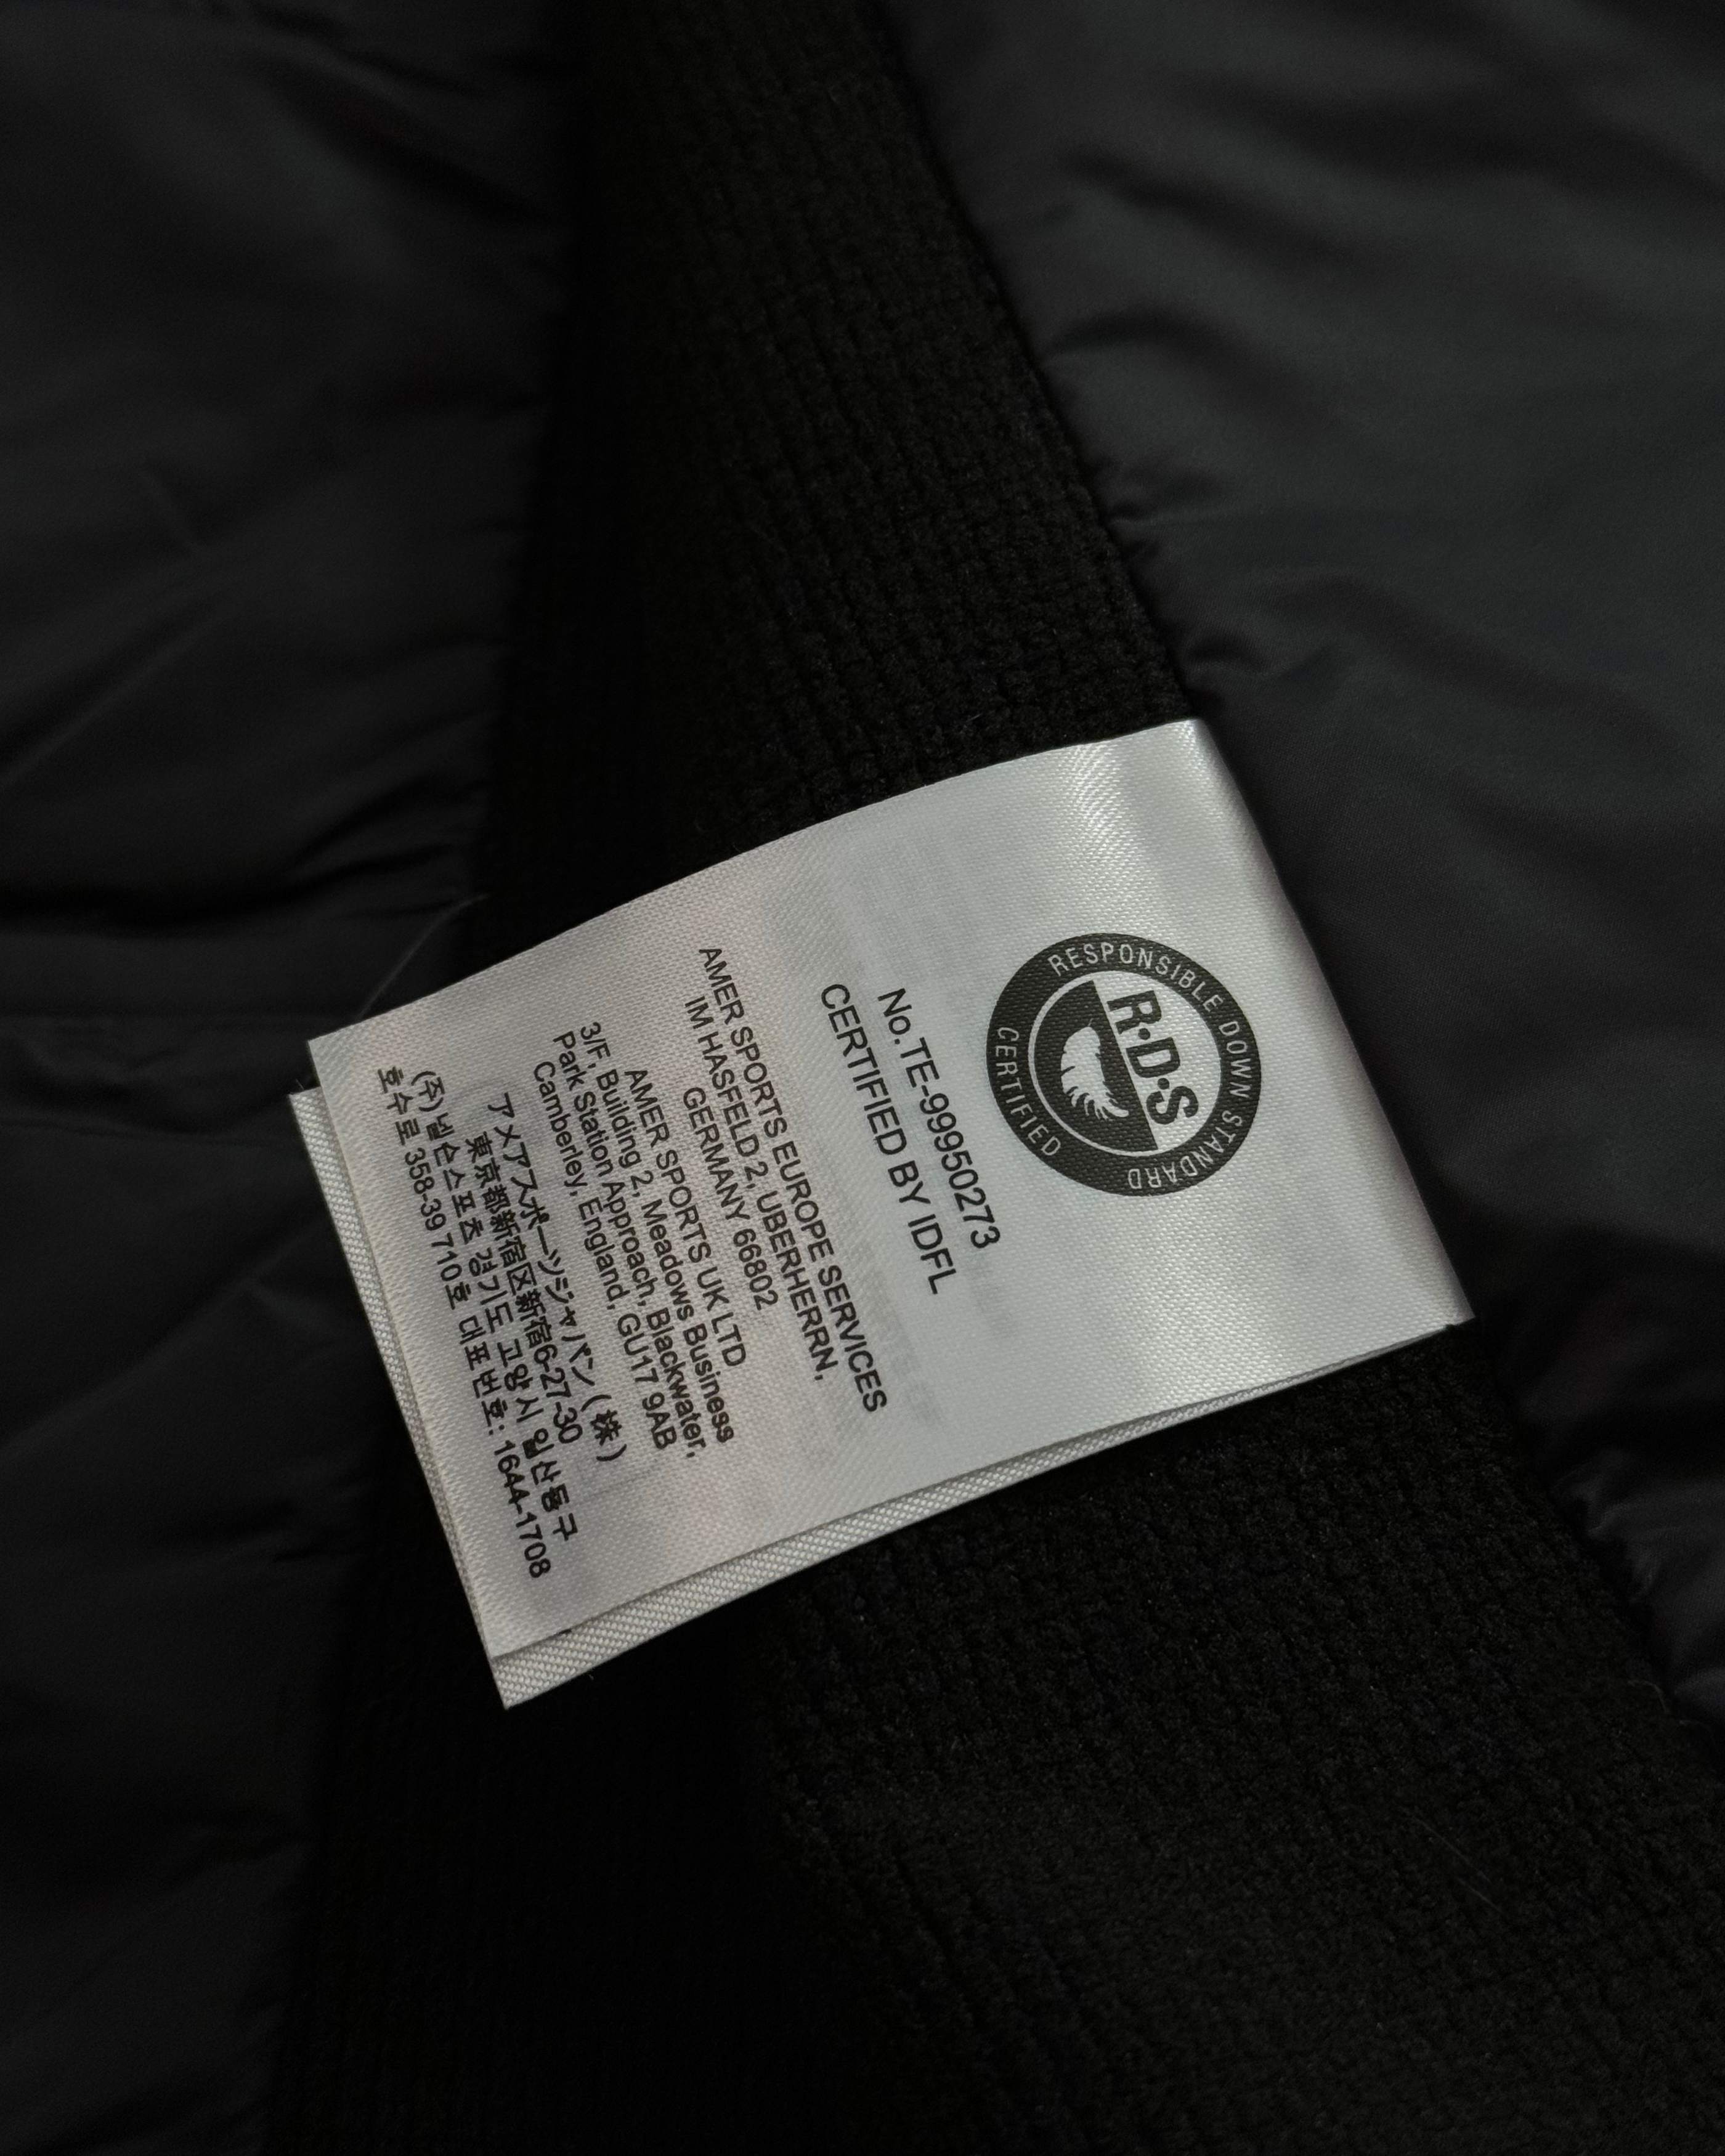 RESPONSIBLE DOWN STANDARD
R·D·S
CERTIFIED
No.TE-99950273
CERTIFIED BY IDFL
AMER SPORTS EUROPE SERVICES
IM HASFELD 2, UBERHERRN,
GERMANY 66802
AMER SPORTS UK LTD
3/F, Building 2, Meadows Business
Park Station Approach, Blackwater,
Camberley, England, GU17 9AB
アメアスポーツジャパン（株）
東京都新宿区新宿6-27-30
(주)넬슨스포츠 경기도 고양시 일산동구
호수로 358-39 710호 대표번호: 1644-1708